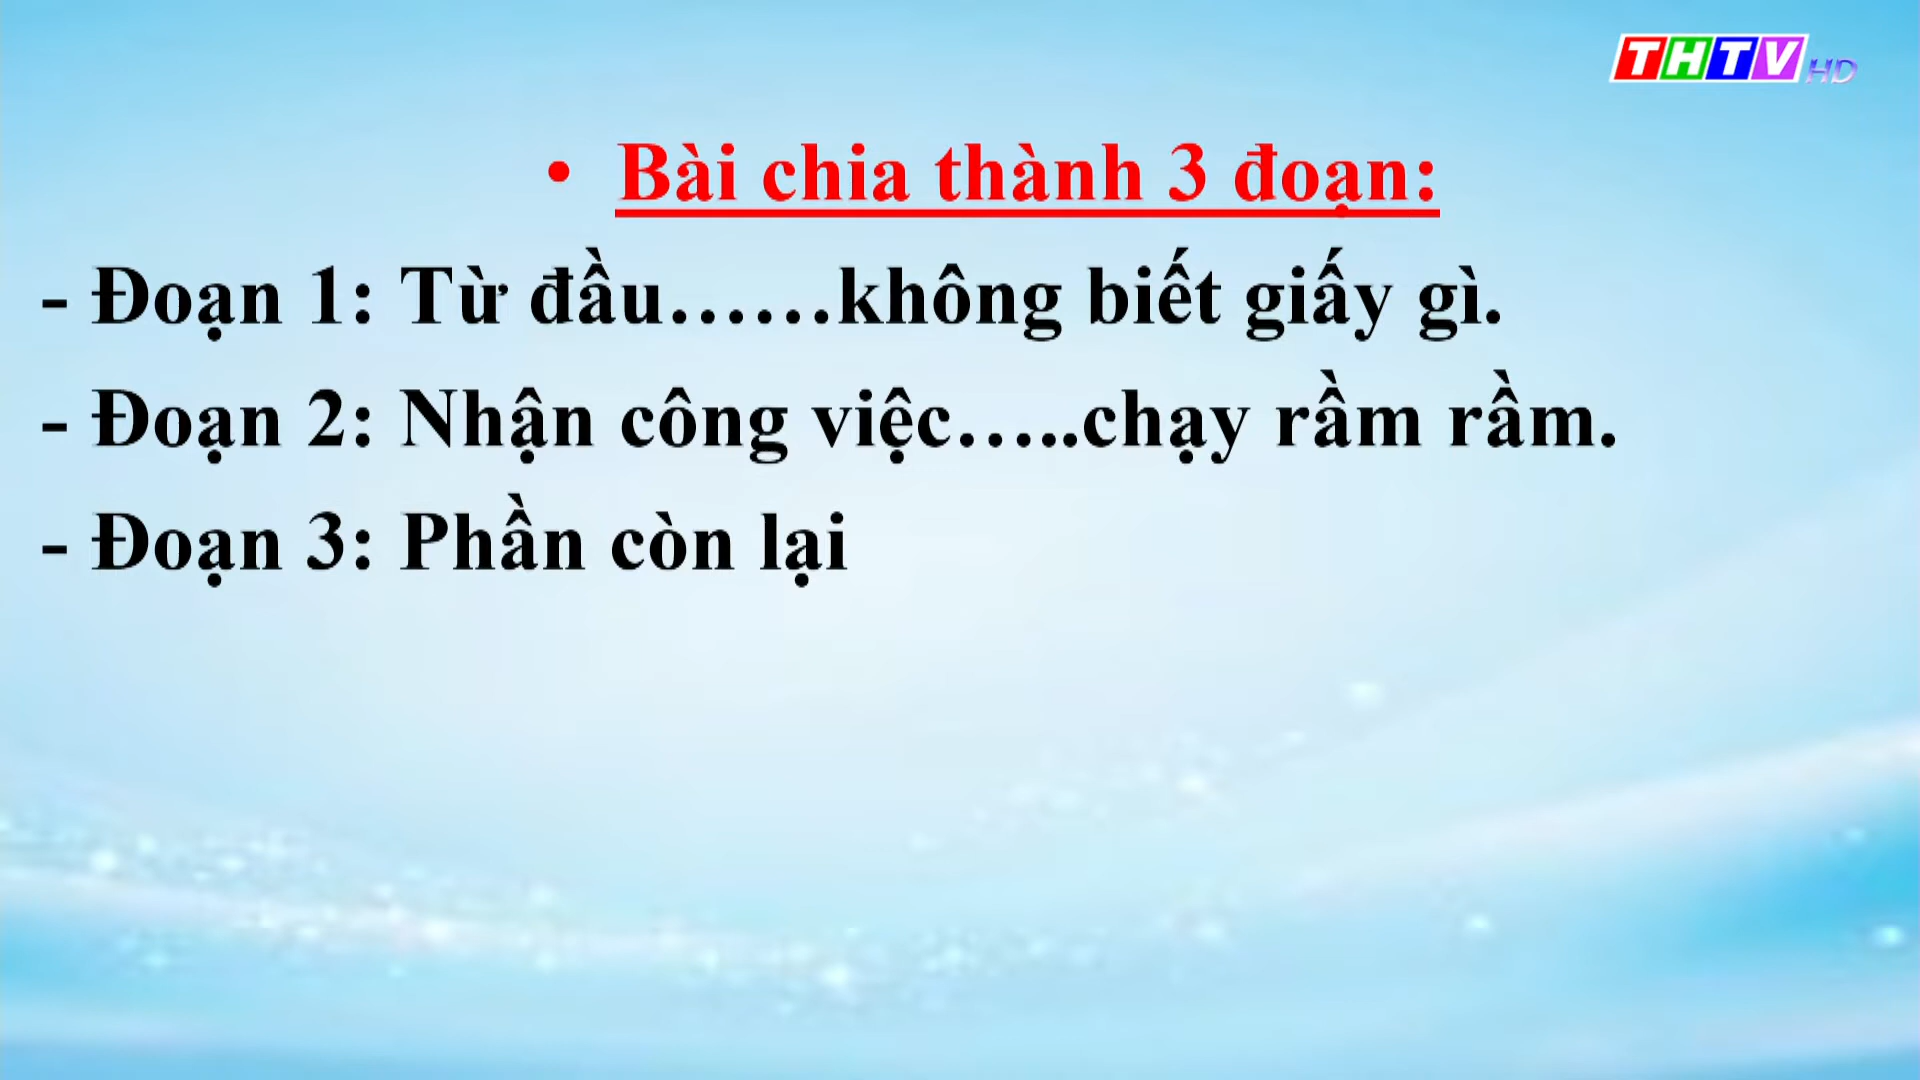 THTV HD
• Bài chia thành 3 đoạn:
- Đoạn 1: Từ đầu……không biết giấy gì.
- Đoạn 2: Nhận công việc…..chạy rầm rầm.
- Đoạn 3: Phần còn lại